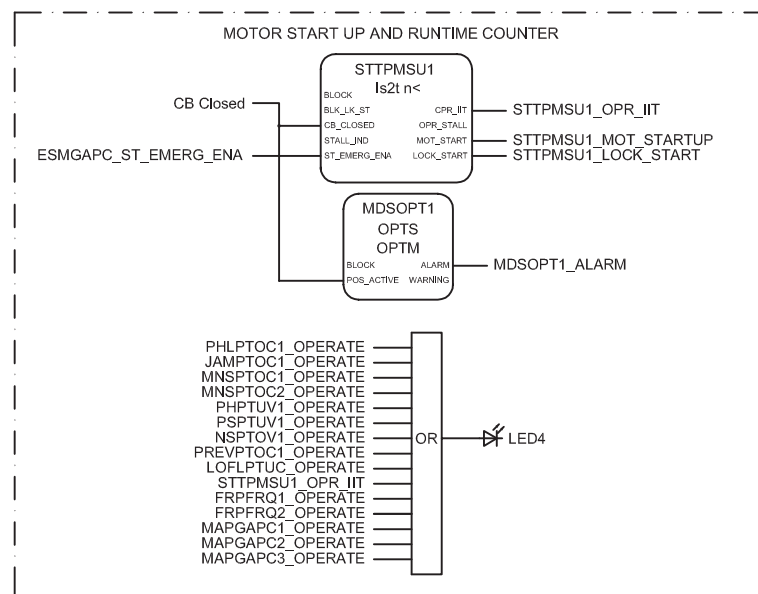 MOTOR START UP AND RUNTIME COUNTER
STTPMSU1
Is2t n<
CB Closed
BLOCK
BLK_LK_ST CPR_IIT STTPMSU1_OPR_IIT
CB_CLOSED OPR_STALL
STALL_IND MOT_START STTPMSU1_MOT_STARTUP
ESMGAPC_ST_EMERG_ENA ST_EMERG_ENA LOCK_START STTPMSU1_LOCK_START
MDSOPT1
OPTS
OPTM
BLOCK ALARM MDSOPT1_ALARM
POS_ACTIVE WARNING
PHLPTOC1_OPERATE
JAMPTOC1_OPERATE
MNSPTOC1_OPERATE
MNSPTOC2_OPERATE
PHPTUV1_OPERATE
PSPTUV1_OPERATE
NSPTOV1_OPERATE OR LED4
PREVPTOC1_OPERATE
LOFLPTUC_OPERATE
STTPMSU1_OPR_IIT
FRPFRQ1_OPERATE
FRPFRQ2_OPERATE
MAPGAPC1_OPERATE
MAPGAPC2_OPERATE
MAPGAPC3_OPERATE